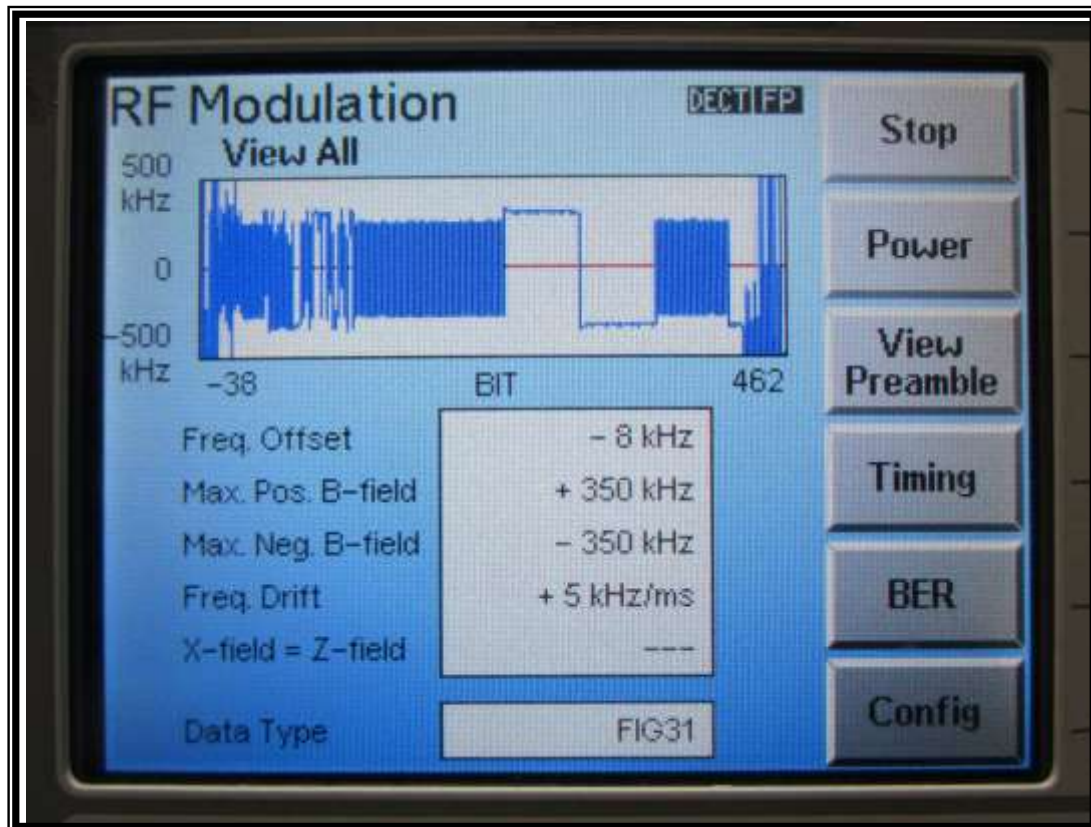 RF Modulation
DECT FP
View All
500
kHz
0
-500
kHz
-38
BIT
462
Freq. Offset
- 8 kHz
Max. Pos. B-field
+ 350 kHz
Max. Neg. B-field
- 350 kHz
Freq. Drift
+ 5 kHz/ms
X-field = Z-field
---
Data Type
FIG31
Stop
Power
View
Preamble
Timing
BER
Config